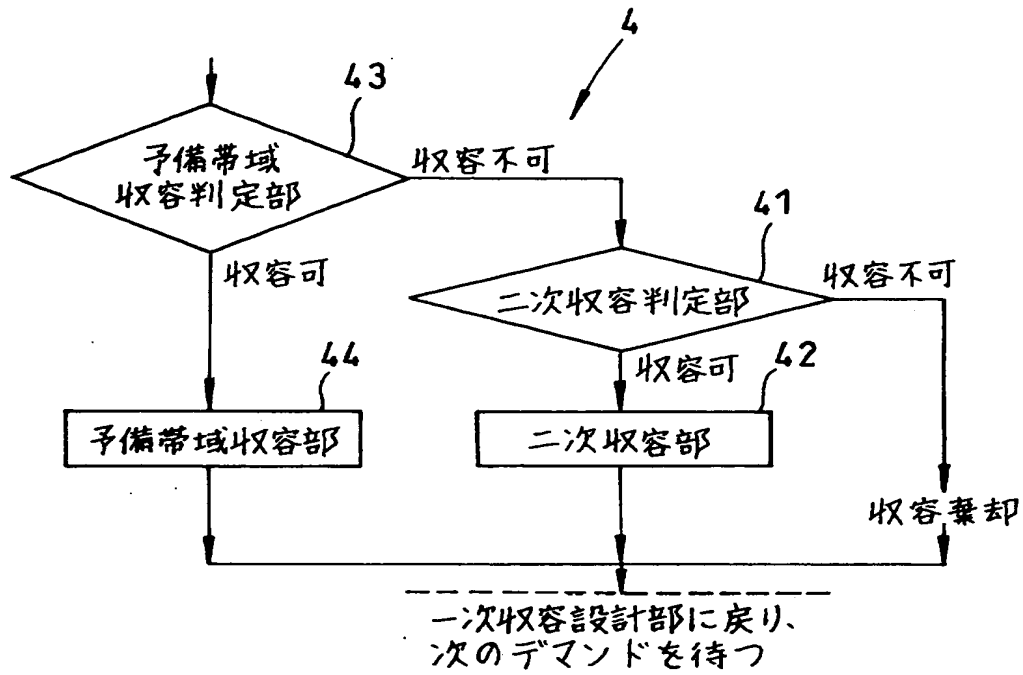 4
43
予備帯域
収容判定部
収容不可
41
収容可
二次収容判定部
収容不可
44
収容可
42
予備帯域収容部
二次収容部
収容棄却
一次収容設計部に戻り、
次のデマンドを待つ